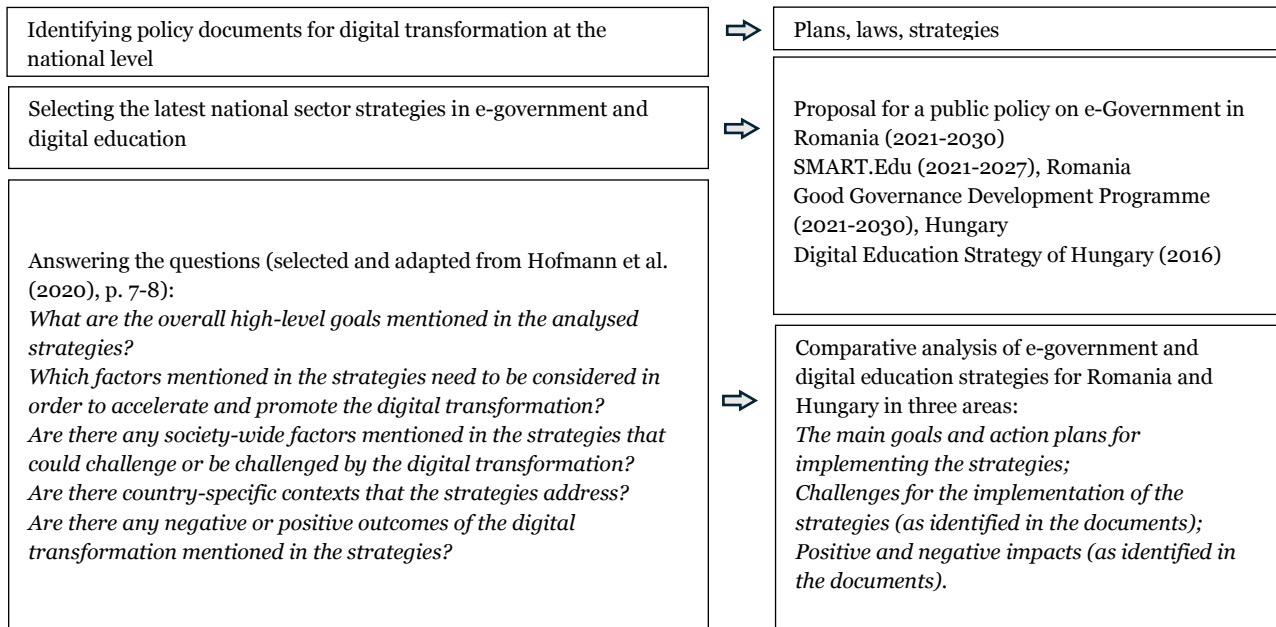 Identifying policy documents for digital transformation at the
national level
Plans, laws, strategies
Selecting the latest national sector strategies in e-government and
digital education
Proposal for a public policy on e-Government in
Romania (2021-2030)
SMART.Edu (2021-2027), Romania
Good Governance Development Programme
(2021-2030), Hungary
Digital Education Strategy of Hungary (2016)
Answering the questions (selected and adapted from Hofmann et al.
(2020), p. 7-8):
What are the overall high-level goals mentioned in the analysed
strategies?
Which factors mentioned in the strategies need to be considered in
order to accelerate and promote the digital transformation?
Are there any society-wide factors mentioned in the strategies that
could challenge or be challenged by the digital transformation?
Are there country-specific contexts that the strategies address?
Are there any negative or positive outcomes of the digital
transformation mentioned in the strategies?
Comparative analysis of e-government and
digital education strategies for Romania and
Hungary in three areas:
The main goals and action plans for
implementing the strategies;
Challenges for the implementation of the
strategies (as identified in the documents);
Positive and negative impacts (as identified in
the documents).